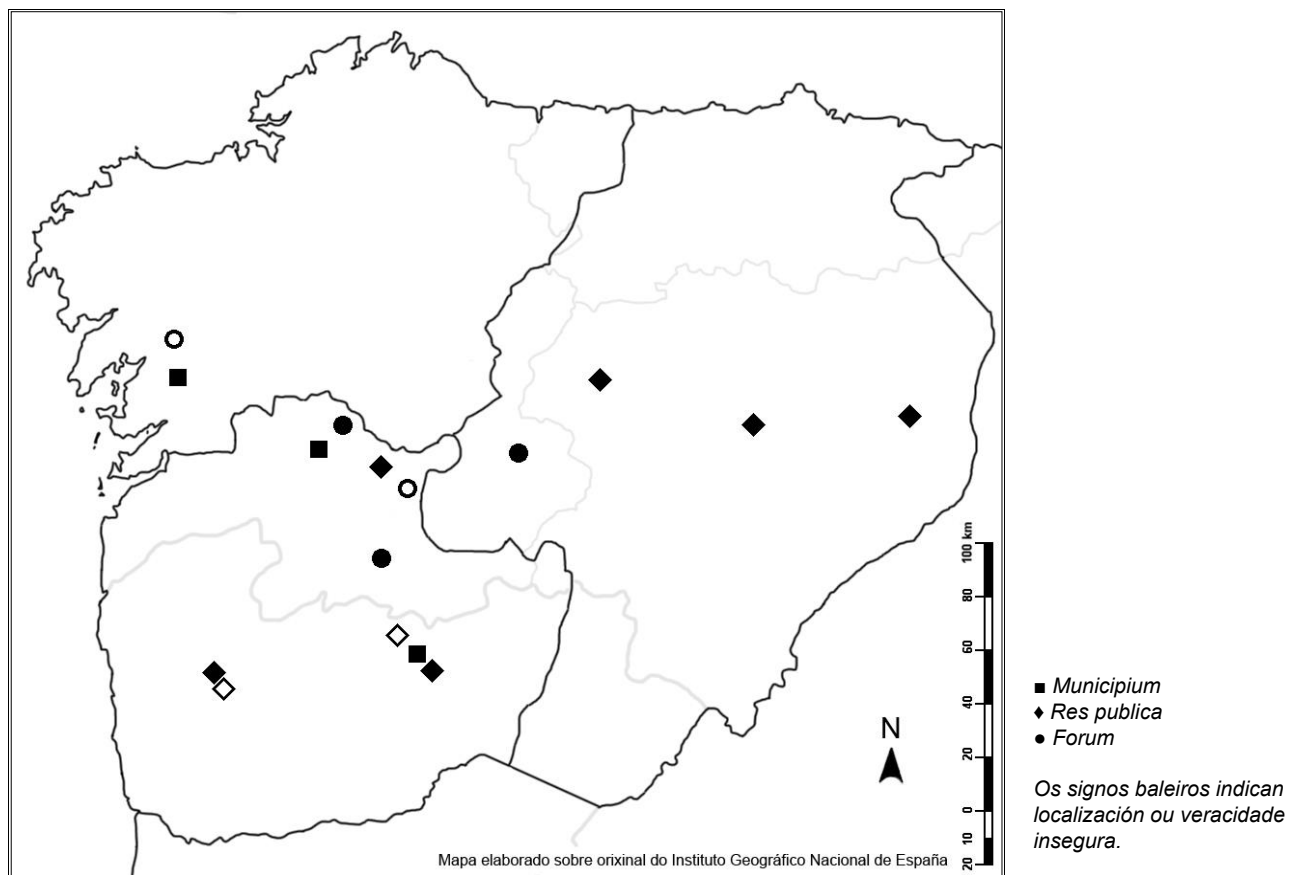 100 km
80
60
40
20
0
10
20
N
Mapa elaborado sobre orixinal do Instituto Geográfico Nacional de España
■ Municipium
♦ Res publica
● Forum
Os signos baleiros indican
localización ou veracidade
insegura.